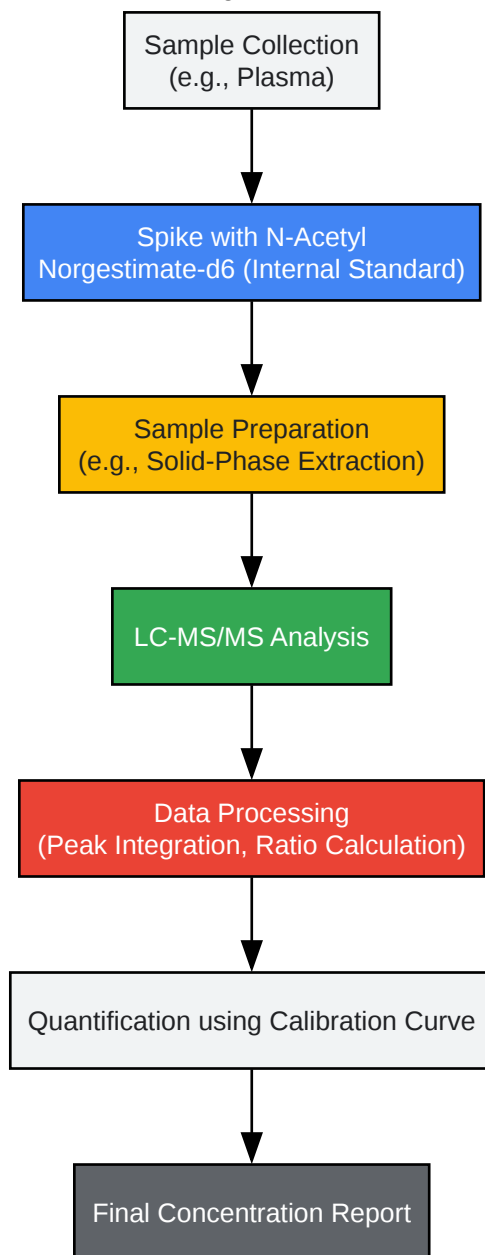 Sample Collection
(e.g., Plasma)
Spike with N-Acetyl
Norgestimate-d6 (Internal Standard)
Sample Preparation
(e.g., Solid-Phase Extraction)
LC-MS/MS Analysis
Data Processing
(Peak Integration, Ratio Calculation)
Quantification using Calibration Curve
Final Concentration Report